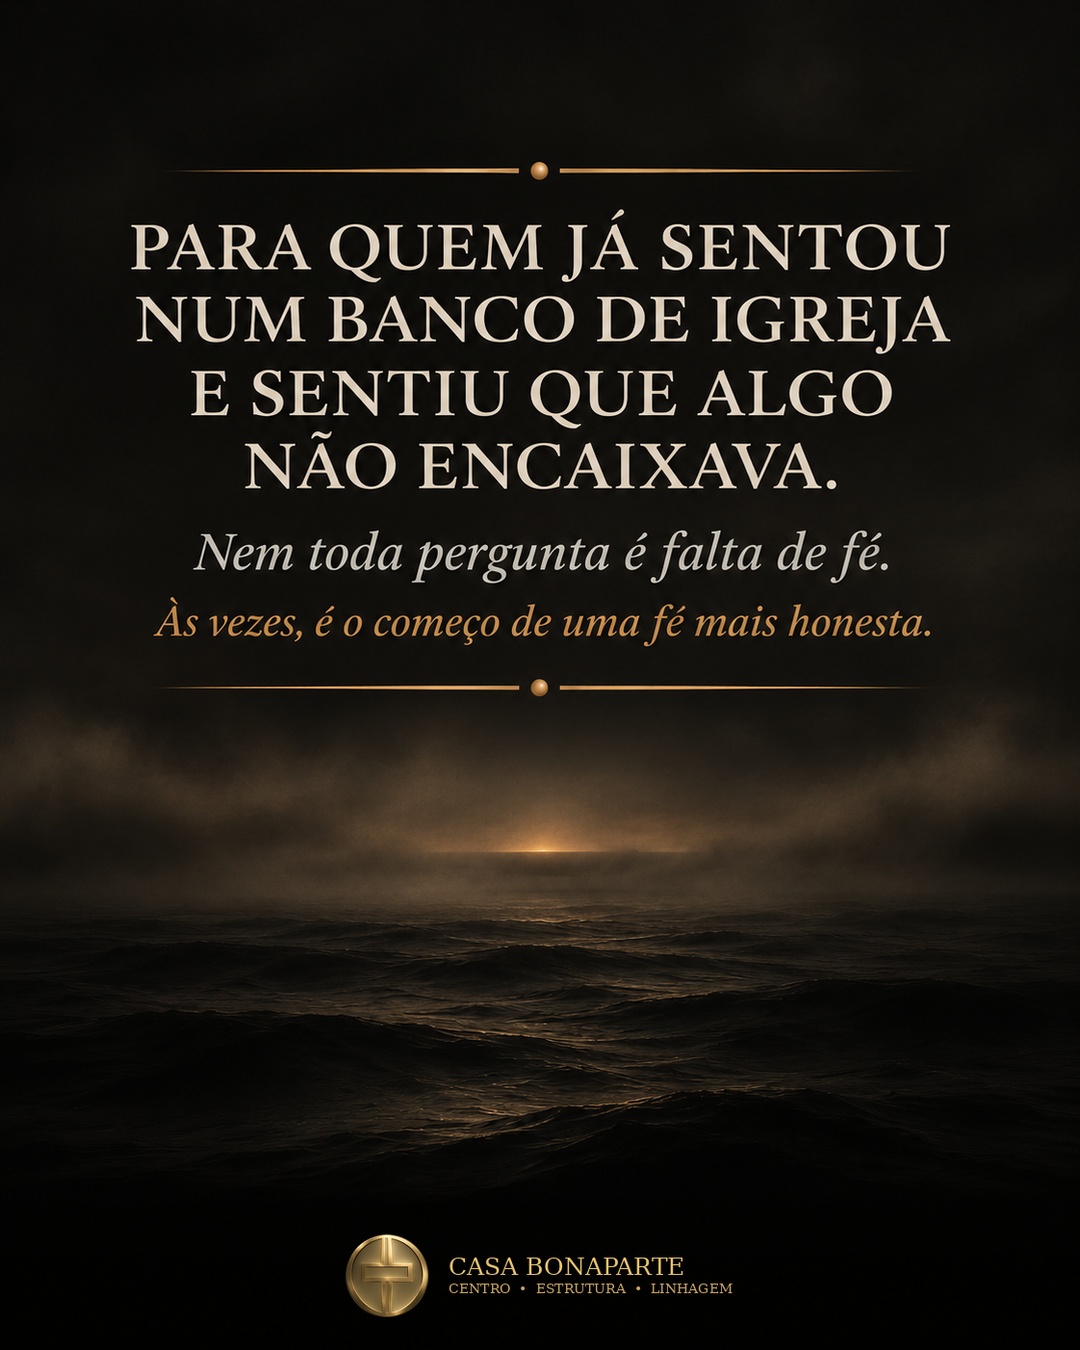 PARA QUEM JÁ SENTOU
NUM BANCO DE IGREJA
E SENTIU QUE ALGO
NÃO ENCAIXAVA.
Nem toda pergunta é falta de fé.
Às vezes, é o começo de uma fé mais honesta.
CASA BONAPARTE
CENTRO • ESTRUTURA • LINHAGEM